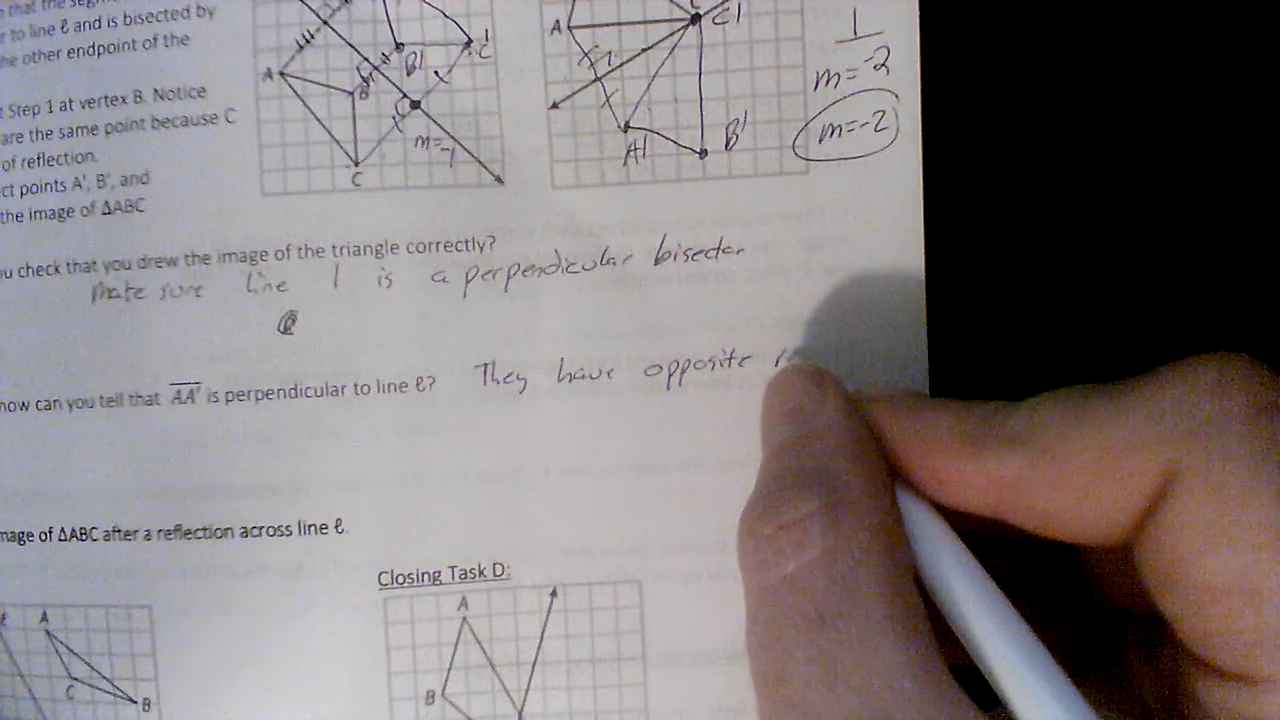 that the segm
r to line ℓ and is bisected by
he other endpoint of the
Step 1 at vertex B. Notice
are the same point because C
of reflection.
ct points A', B', and
the image of ΔABC
A
B
C
B'
C'
m=-1
A
C'
A'
B'
1
m=-2
m=-2
u check that you drew the image of the triangle correctly?
Make sure line l is a perpendicular bisector
how can you tell that AA' is perpendicular to line ℓ? They have opposite
mage of ΔABC after a reflection across line ℓ.
Closing Task D:
ℓ
A
C
B
A
B